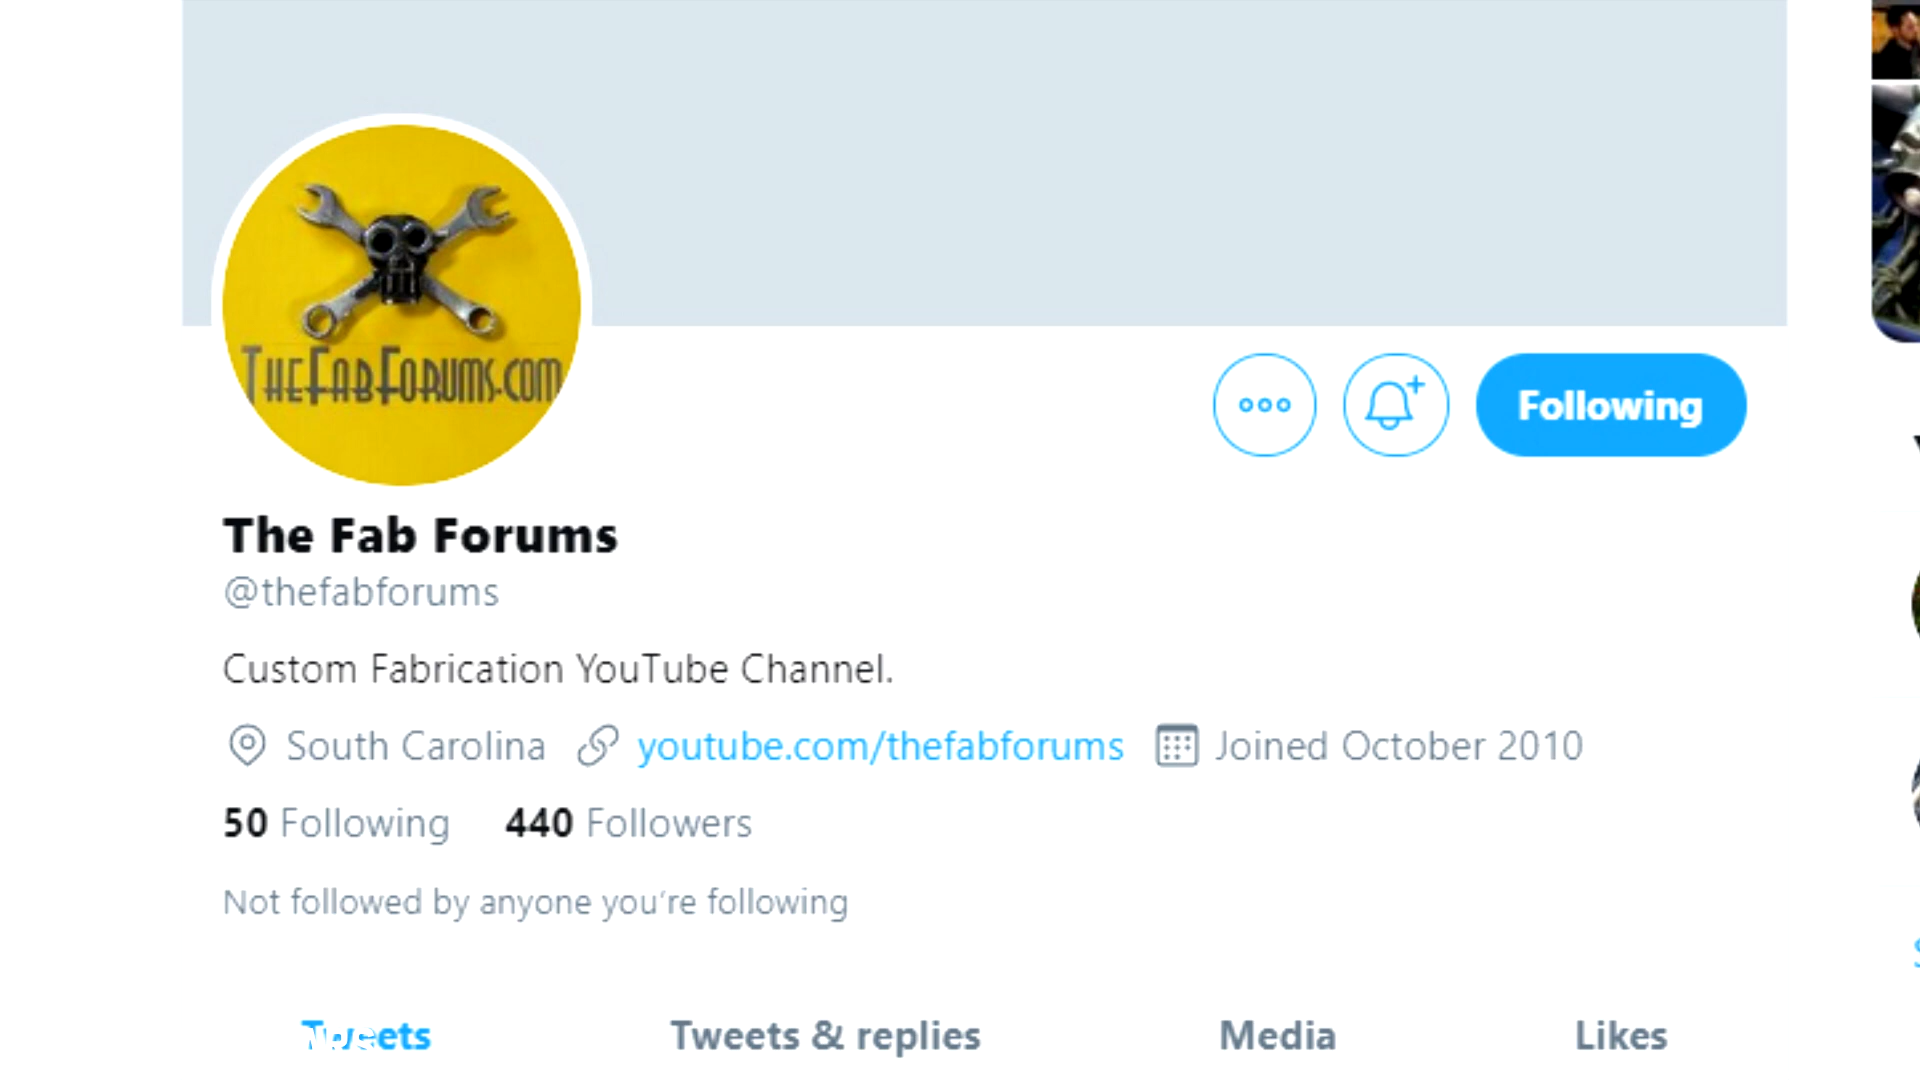 THEFABFORUMS.COM
Following
The Fab Forums
@thefabforums
Custom Fabrication YouTube Channel.
South Carolina youtube.com/thefabforums Joined October 2010
50 Following 440 Followers
Not followed by anyone you're following
Tweets Tweets & replies Media Likes